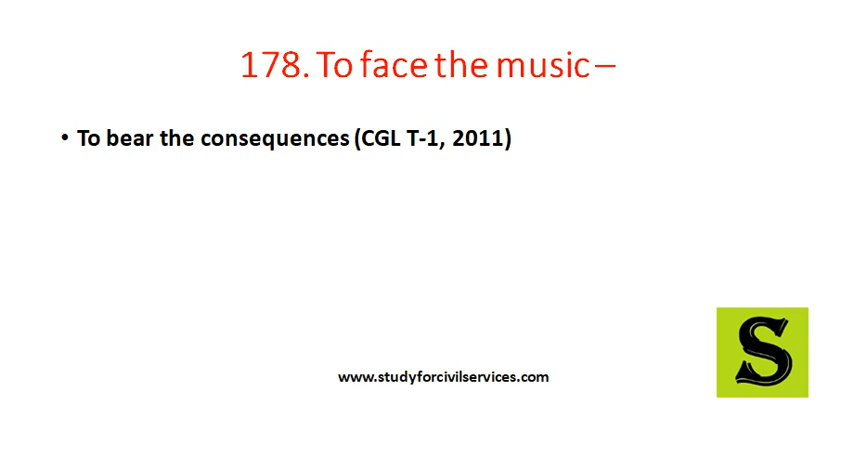 178. To face the music –
• To bear the consequences (CGL T-1, 2011)
S
www.studyforcivilservices.com